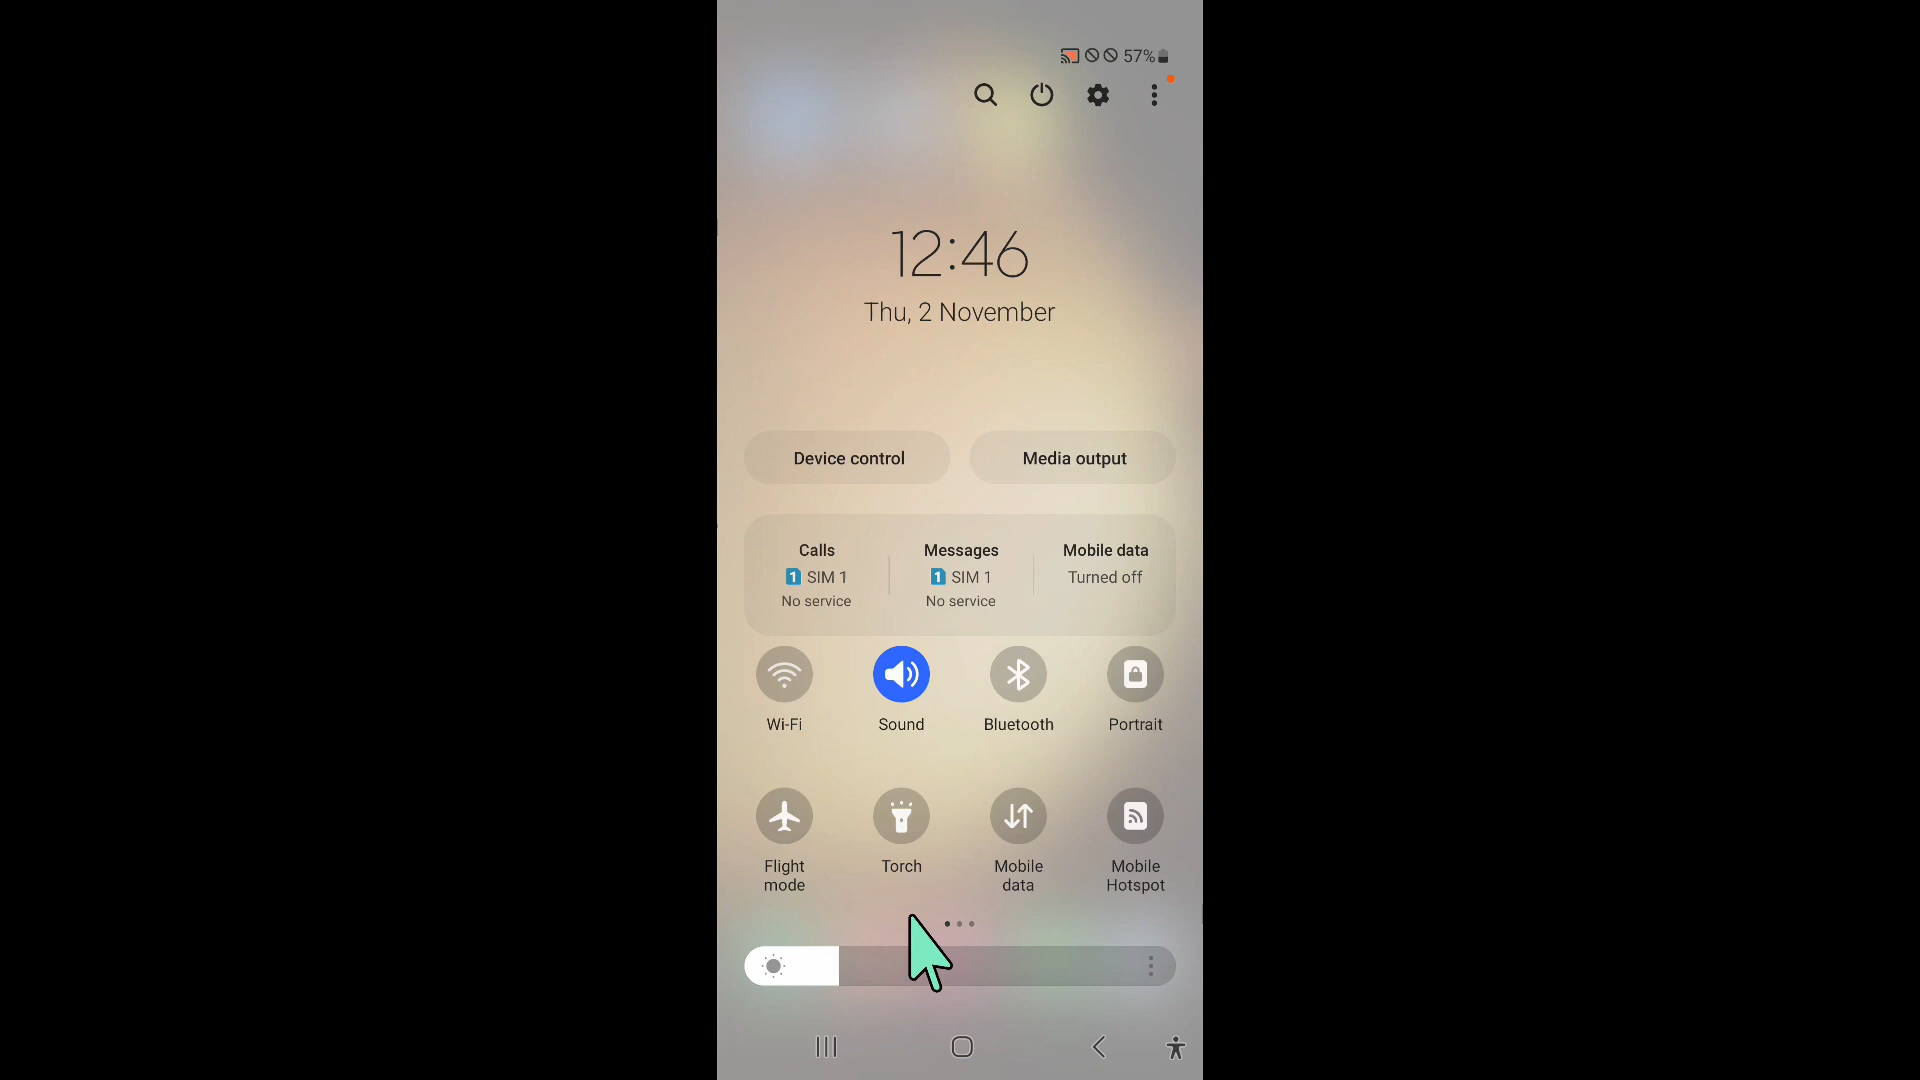 57%
12:46
Thu, 2 November
Device control
Media output
Calls
1 SIM 1
No service
Messages
1 SIM 1
No service
Mobile data
Turned off
Wi-Fi
Sound
Bluetooth
Portrait
Flight
mode
Torch
Mobile
data
Mobile
Hotspot